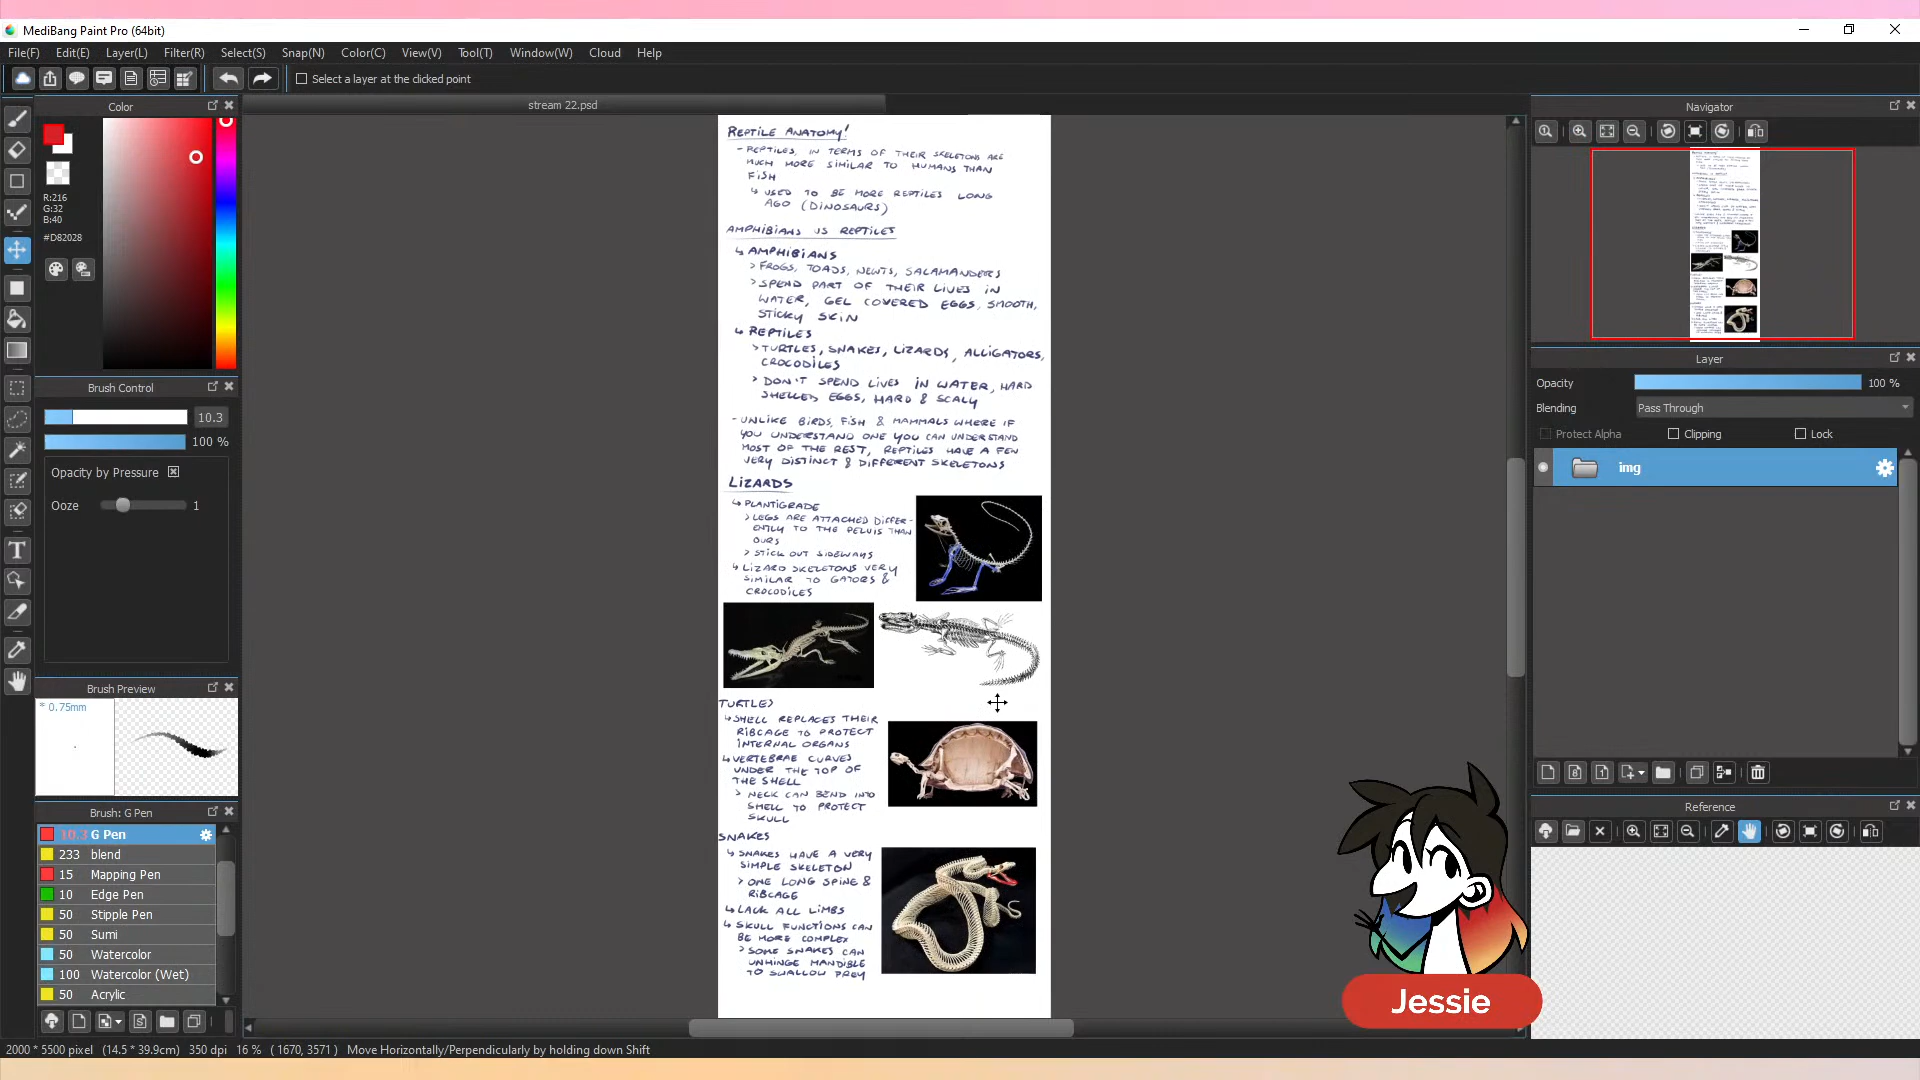 MediBang Paint Pro (64bit)
File(F) Edit(E) Layer(L) Filter(R) Select(S) Snap(N) Color(C) View(V) Tool(T) Window(W) Cloud Help
Select a layer at the clicked point
Color
R:216
G:32
B:40
#D82028
Brush Control
10.3
100 %
Opacity by Pressure
Ooze 1
Brush Preview
* 0.75mm
Brush: G Pen
10.3 G Pen
233 blend
15 Mapping Pen
10 Edge Pen
50 Stipple Pen
50 Sumi
50 Watercolor
100 Watercolor (Wet)
50 Acrylic
stream 22.psd
REPTILE ANATOMY!
- REPTILES, IN TERMS OF THEIR SKELETONS ARE
MUCH MORE SIMILAR TO HUMANS THAN
FISH
↳ USED TO BE MORE REPTILES LONG
AGO (DINOSAURS)
AMPHIBIANS VS REPTILES
↳ AMPHIBIANS
> FROGS, TOADS, NEWTS, SALAMANDERS
> SPEND PART OF THEIR LIVES IN
WATER, GEL COVERED EGGS, SMOOTH,
STICKY SKIN
↳ REPTILES
> TURTLES, SNAKES, LIZARDS, ALLIGATORS,
CROCODILES
> DON'T SPEND LIVES IN WATER, HARD
SHELLED EGGS, HARD & SCALY
- UNLIKE BIRDS, FISH & MAMMALS WHERE IF
YOU UNDERSTAND ONE YOU CAN UNDERSTAND
MOST OF THE REST, REPTILES HAVE A FEW
VERY DISTINCT & DIFFERENT SKELETONS
LIZARDS
↳ PLANTIGRADE
> LEGS ARE ATTACHED DIFFER-
ENTLY TO THE PELVIS THAN
OURS
> STICK OUT SIDEWAYS
↳ LIZARD SKELETONS VERY
SIMILAR TO GATORS &
CROCODILES
TURTLES
↳ SHELL REPLACES THEIR
RIBCAGE TO PROTECT
INTERNAL ORGANS
↳ VERTEBRAE CURVES
UNDER THE TOP OF
THE SHELL
> NECK CAN BEND INTO
SHELL TO PROTECT
SKULL
SNAKES
↳ SNAKES HAVE A VERY
SIMPLE SKELETON
> ONE LONG SPINE &
RIBCAGE
↳ LACK ALL LIMBS
↳ SKULL FUNCTIONS CAN
BE MORE COMPLEX
> SOME SNAKES CAN
UNHINGE MANDIBLE
TO SWALLOW PREY
Navigator
Layer
Opacity 100 %
Blending Pass Through
Protect Alpha Clipping Lock
img
Reference
Jessie
2000 * 5500 pixel (14.5 * 39.9cm) 350 dpi 16 % ( 1670, 3571 ) Move Horizontally/Perpendicularly by holding down Shift